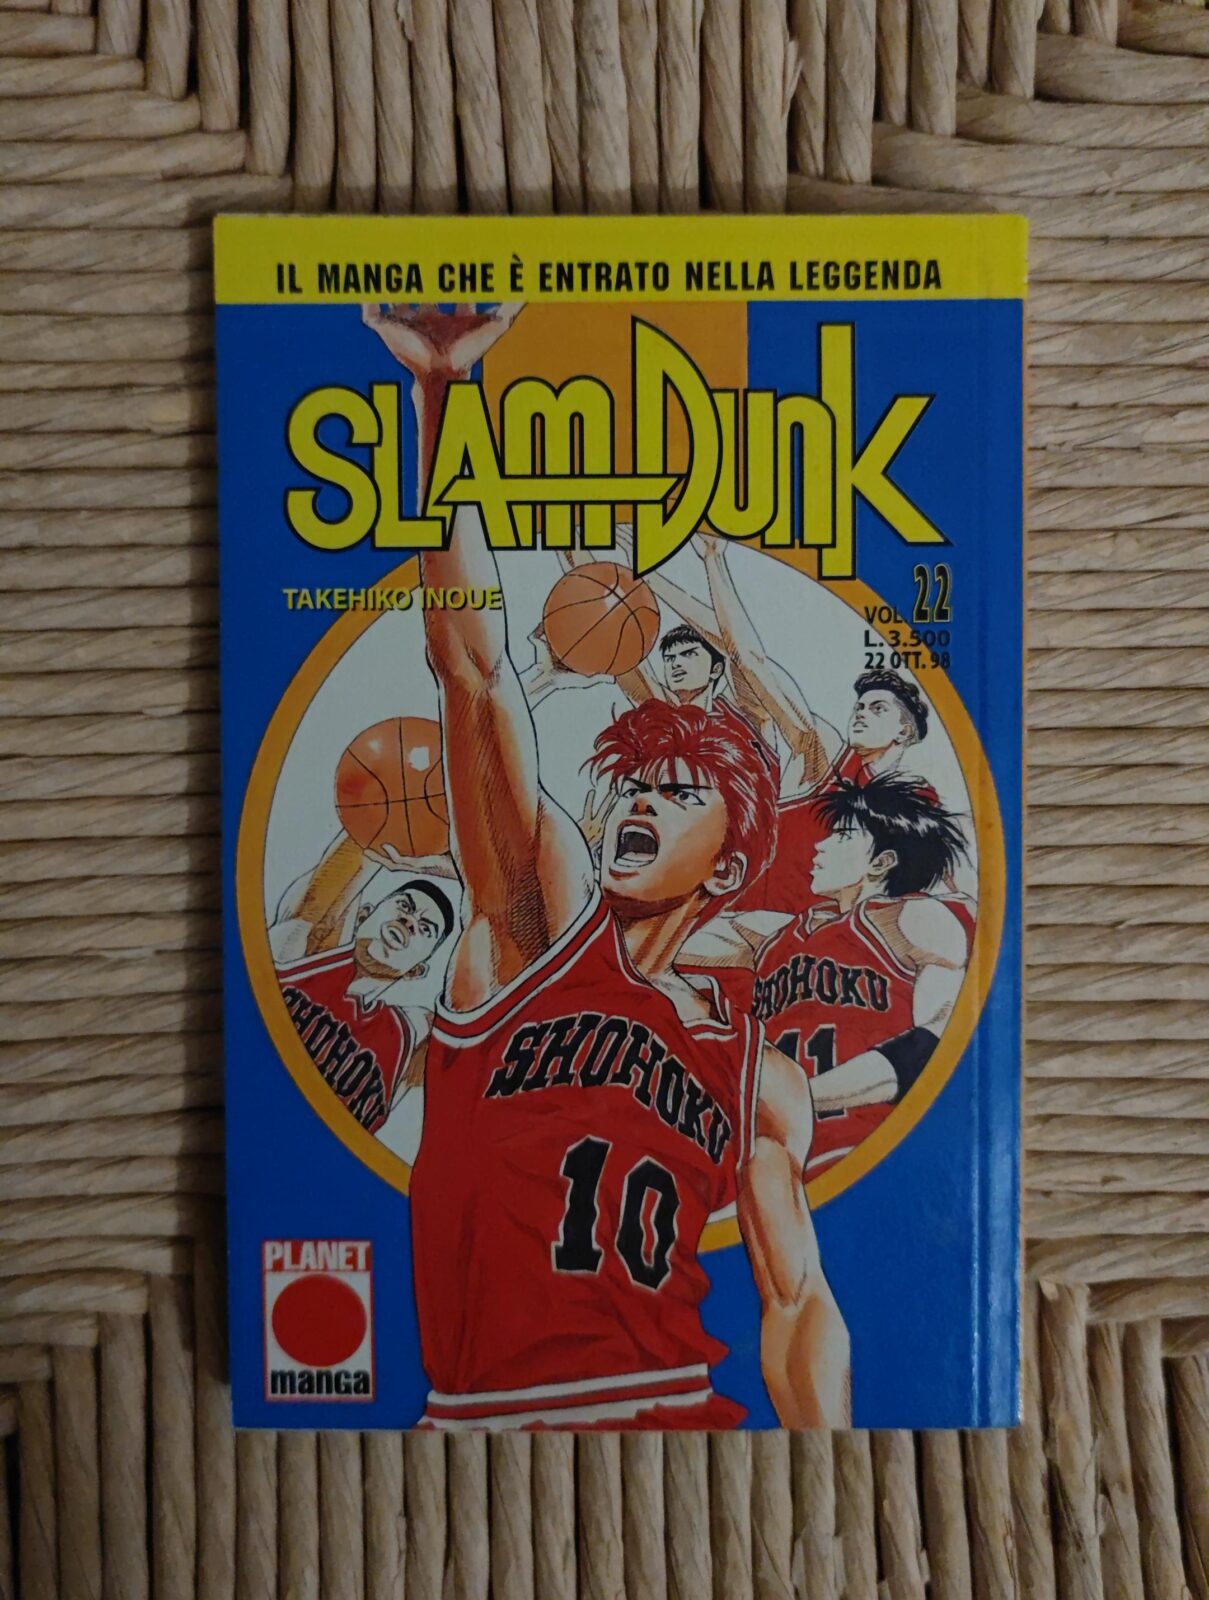 IL MANGA CHE È ENTRATO NELLA LEGGENDA
SLAM DUNK
TAKEHIKO INOUE
VOL. 22
L. 3.500
22 OTT. 98
SHOHOKU
11
SHOHOKU
SHOHOKU
10
PLANET
manga